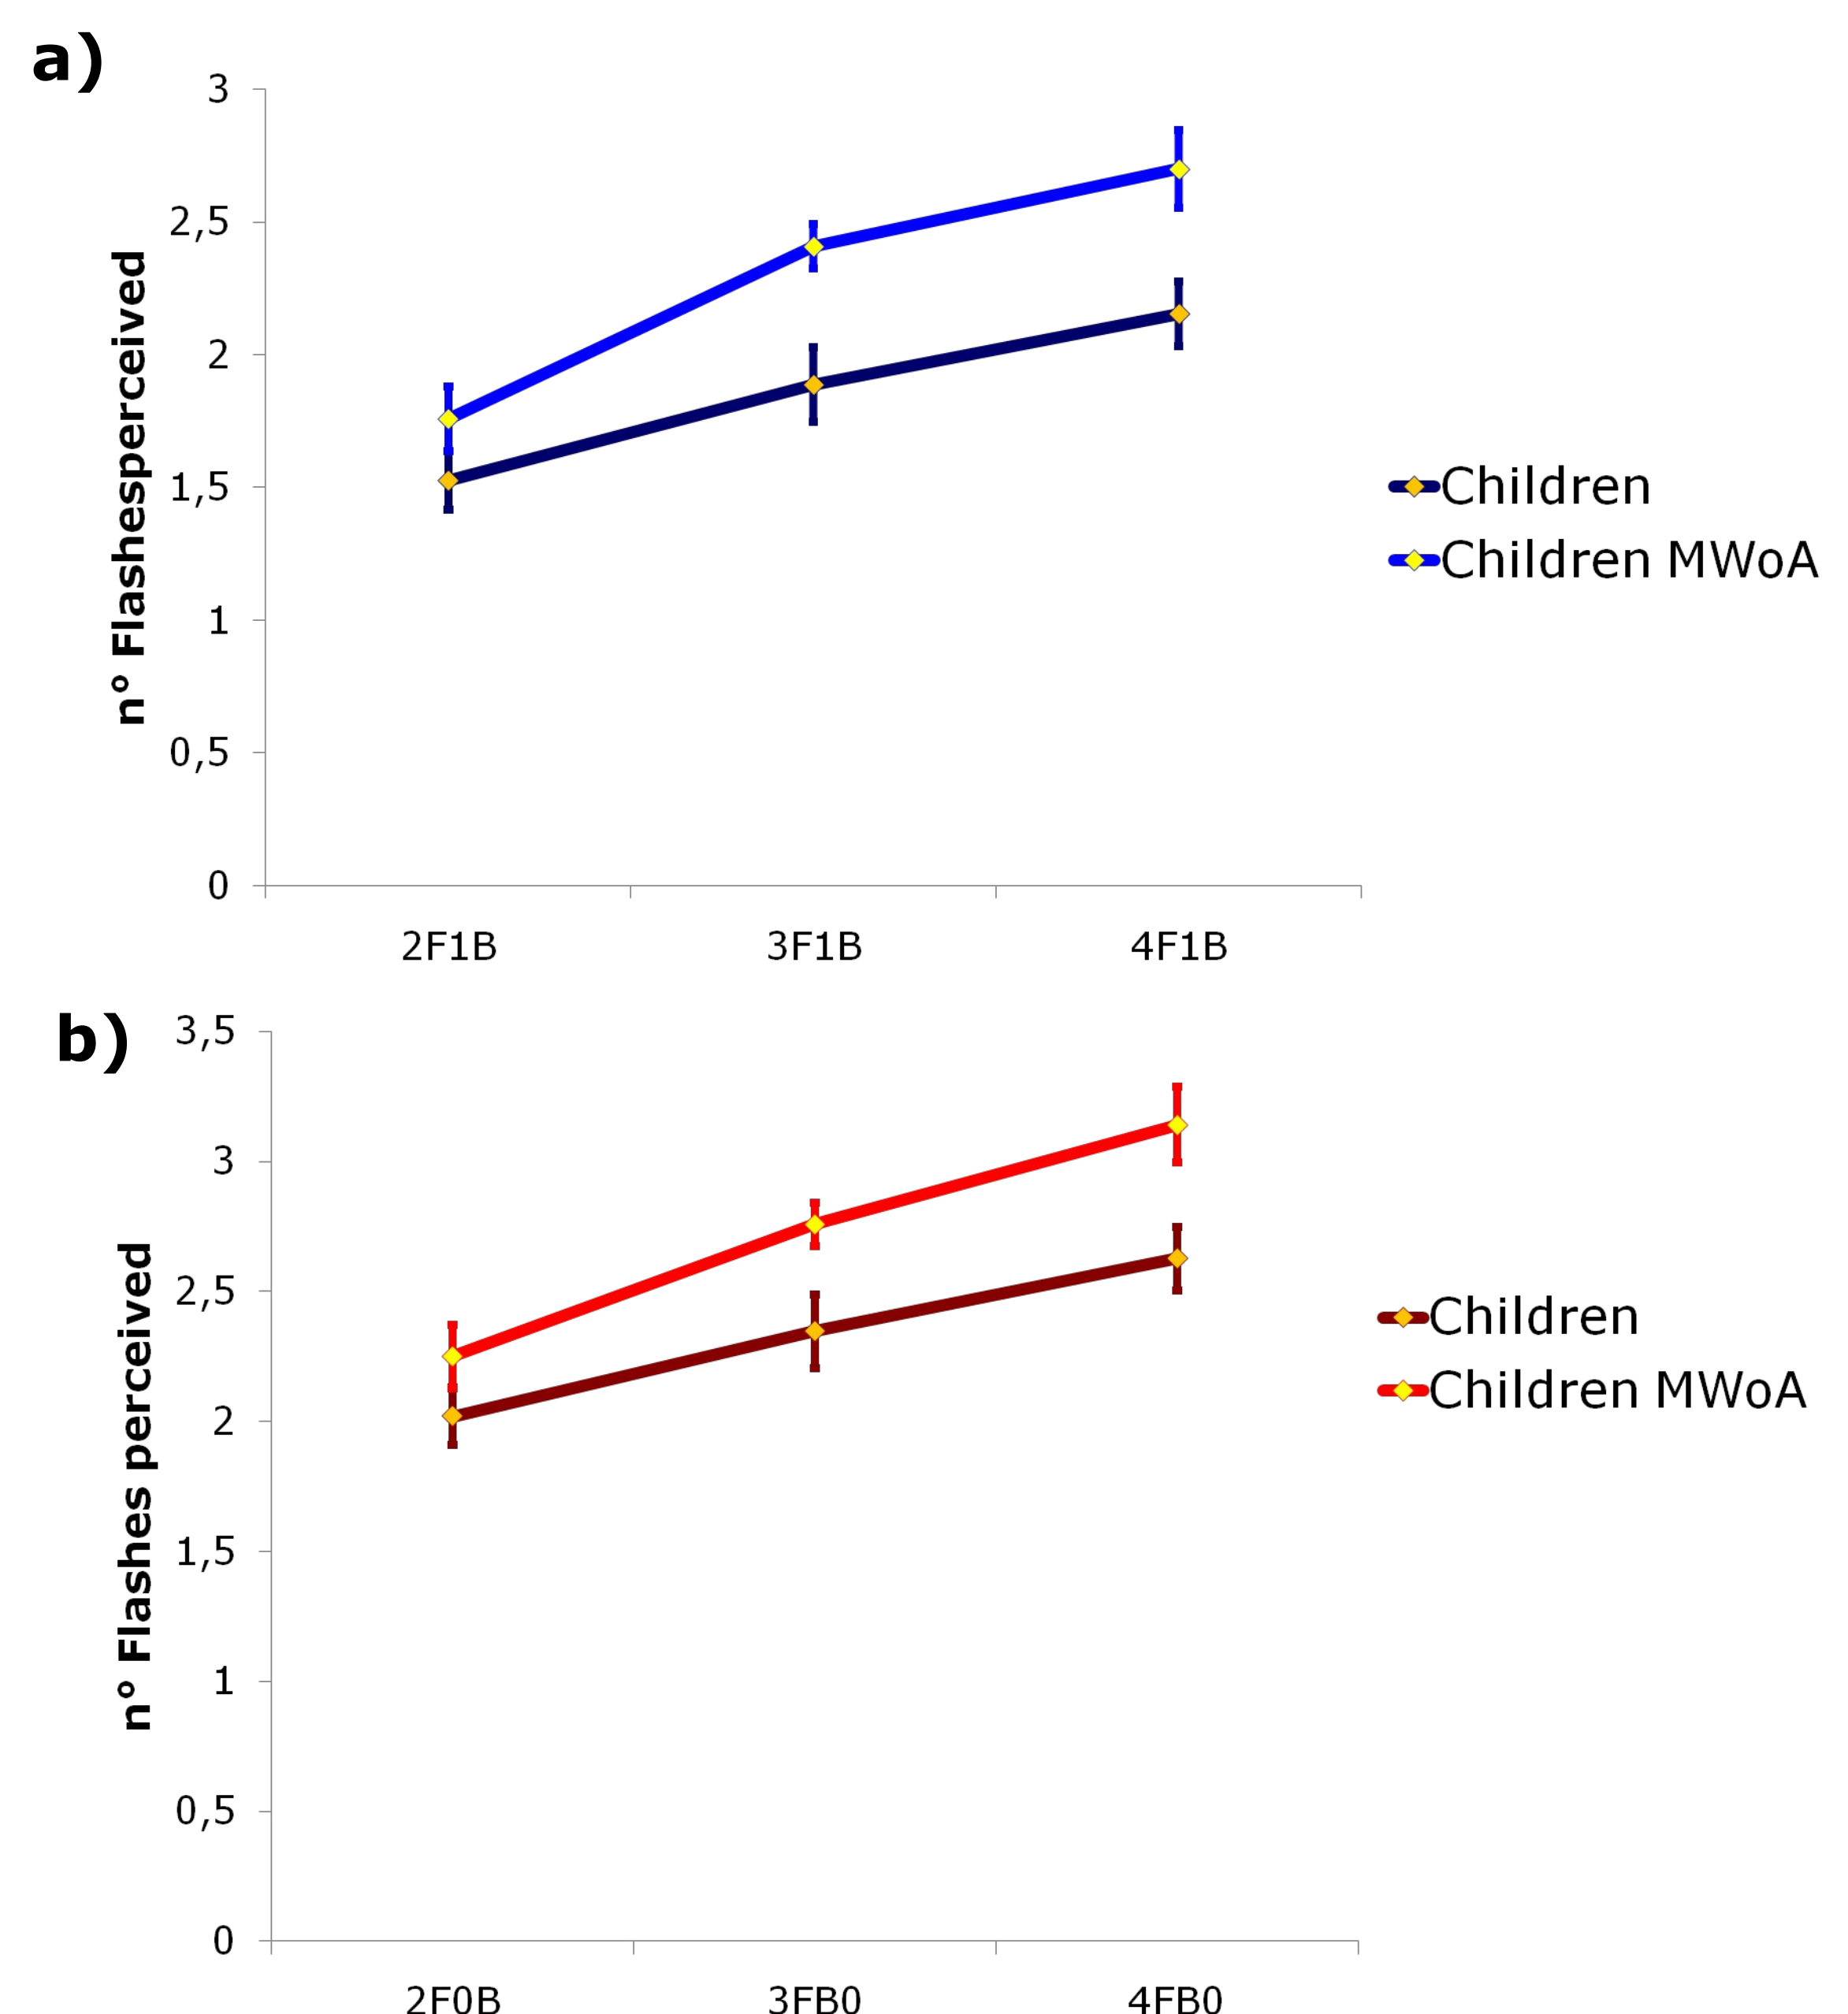 a)
3
2,5
2
1,5
1
0,5
0
n° Flashesperceived
2F1B 3F1B 4F1B
Children
Children MWoA
b)
3,5
3
2,5
2
1,5
1
0,5
0
n° Flashes perceived
2F0B 3FB0 4FB0
Children
Children MWoA